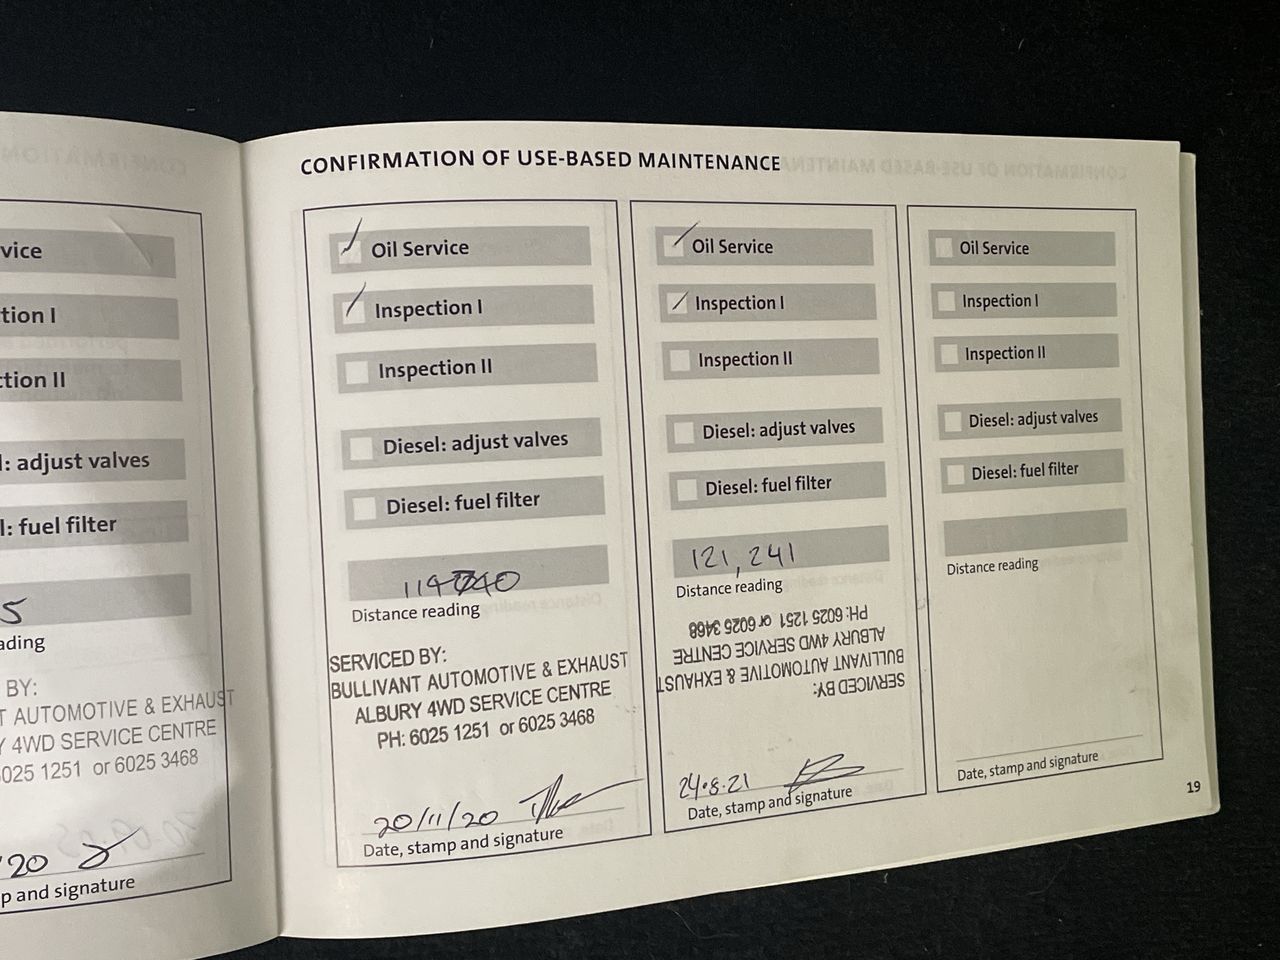 vice
tion I
ction II
l: adjust valves
l: fuel filter
5
ading
BY:
T AUTOMOTIVE & EXHAUST
Y 4WD SERVICE CENTRE
6025 1251 or 6025 3468
20
p and signature
CONFIRMATION OF USE-BASED MAINTENANCE
Oil Service
Inspection I
Inspection II
Diesel: adjust valves
Diesel: fuel filter
Distance reading
SERVICED BY:
BULLIVANT AUTOMOTIVE & EXHAUST
ALBURY 4WD SERVICE CENTRE
PH: 6025 1251 or 6025 3468
20/11/20
Date, stamp and signature
Oil Service
Inspection I
Inspection II
Diesel: adjust valves
Diesel: fuel filter
121,241
Distance reading
SERVICED BY:
BULLIVANT AUTOMOTIVE & EXHAUST
ALBURY 4WD SERVICE CENTRE
PH: 6025 1251 or 6025 3468
24.8.21
Date, stamp and signature
Oil Service
Inspection I
Inspection II
Diesel: adjust valves
Diesel: fuel filter
Distance reading
Date, stamp and signature
19